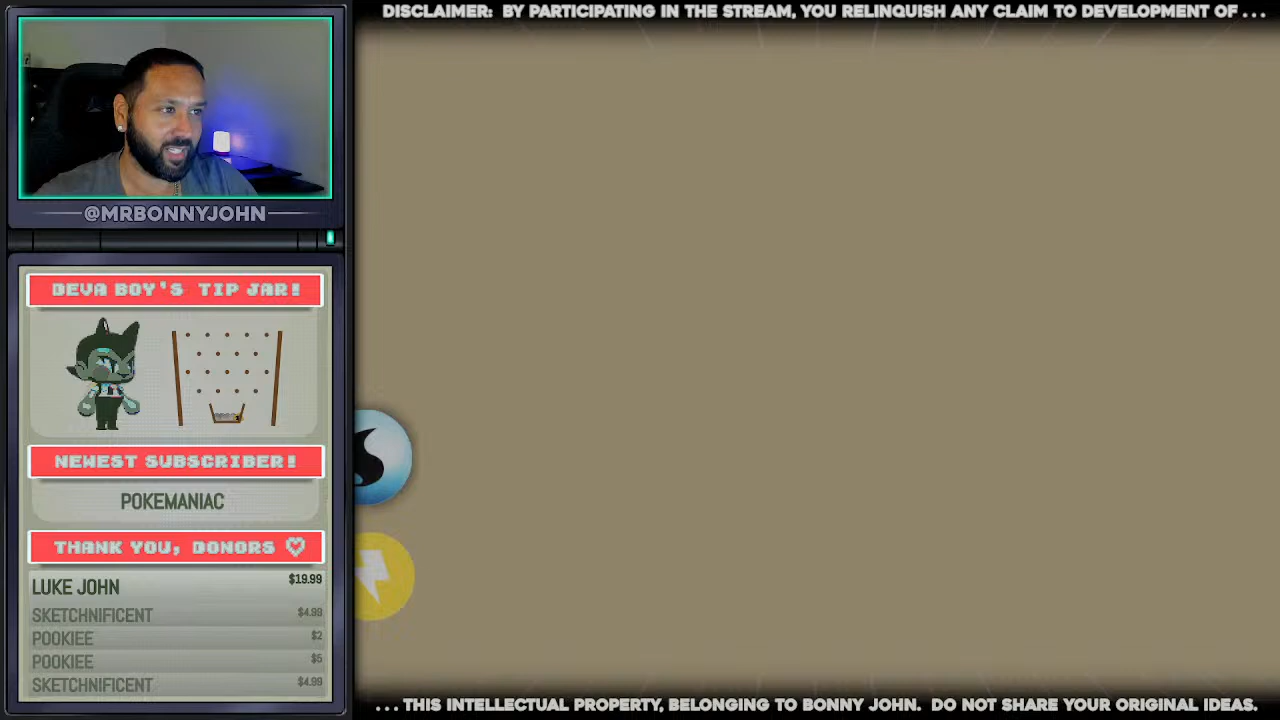 DISCLAIMER: BY PARTICIPATING IN THE STREAM, YOU RELINQUISH ANY CLAIM TO DEVELOPMENT OF . . .
@MRBONNYJOHN
DEVA BOY'S TIP JAR!
NEWEST SUBSCRIBER!
POKEMANIAC
THANK YOU, DONORS
LUKE JOHN $19.99
SKETCHNIFICENT $4.99
POOKIEE $2
POOKIEE $5
SKETCHNIFICENT $4.99
. . . THIS INTELLECTUAL PROPERTY, BELONGING TO BONNY JOHN. DO NOT SHARE YOUR ORIGINAL IDEAS.